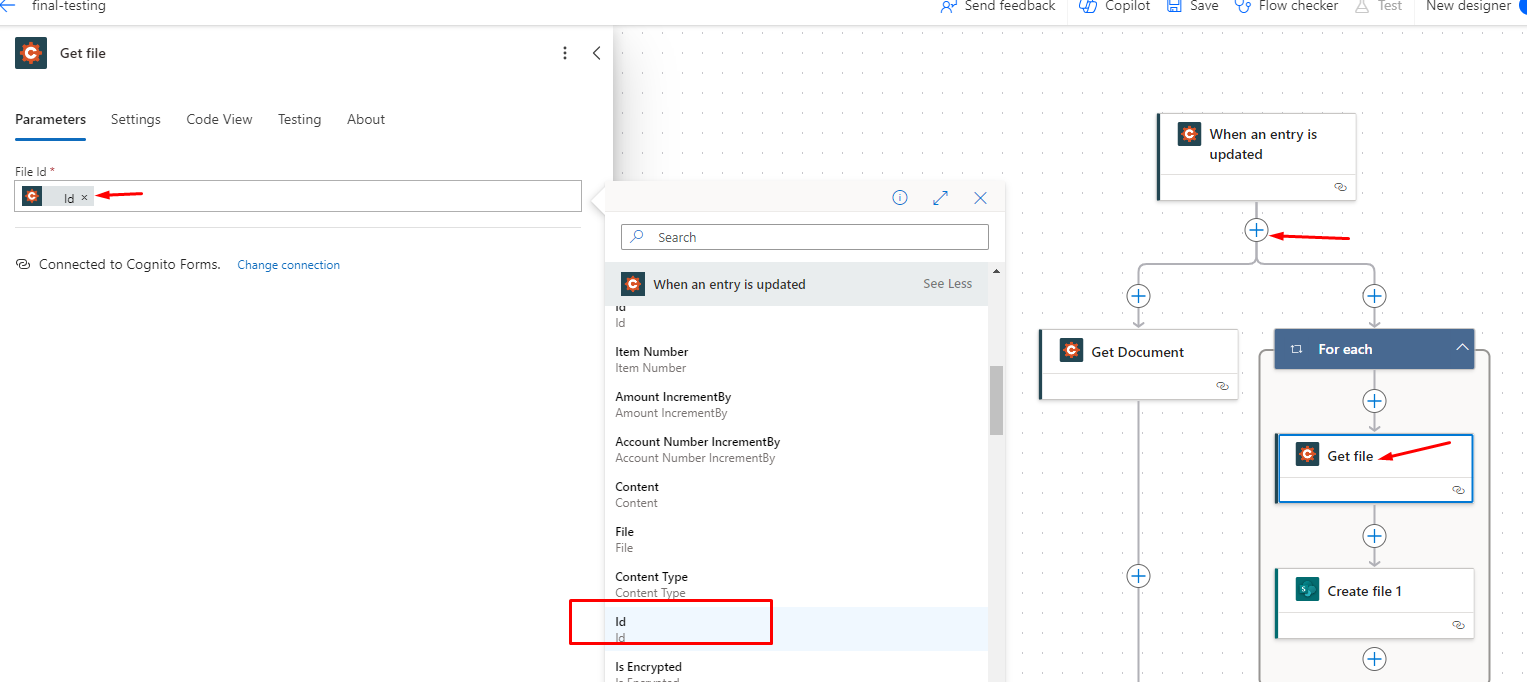 final-testing
Send feedback
Copilot
Save
Flow checker
Test
New designer
Get file
Parameters
Settings
Code View
Testing
About
File Id *
Id ×
Connected to Cognito Forms.
Change connection
Search
When an entry is updated
See Less
Id
Id
Item Number
Item Number
Amount IncrementBy
Amount IncrementBy
Account Number IncrementBy
Account Number IncrementBy
Content
Content
File
File
Content Type
Content Type
Id
Id
Is Encrypted
Is Encrypted
When an entry is
updated
Get Document
For each
Get file
Create file 1